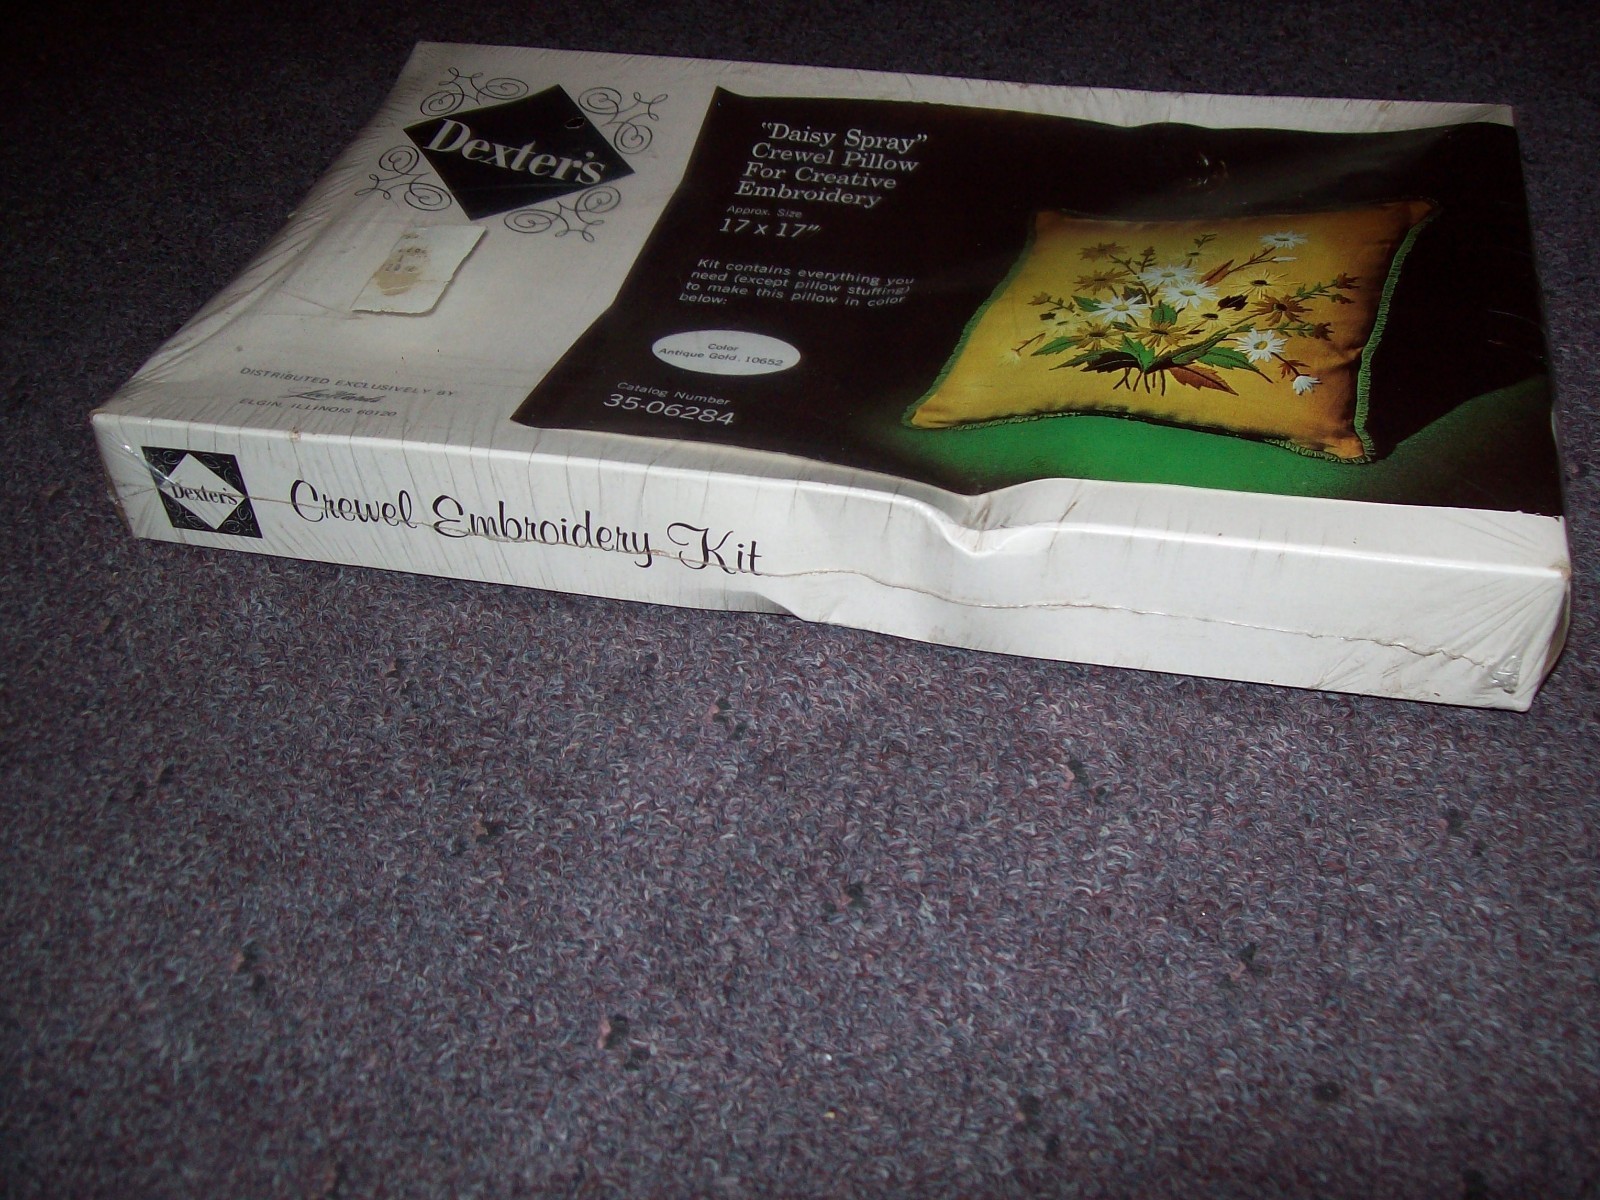 Dexter's
"Daisy Spray"
Crewel Pillow
For Creative
Embroidery
Approx. Size
17 x 17"
Kit contains everything you
need (except pillow stuffing)
to make this pillow in color
below:
Color
Antique Gold, 10652
Catalog Number
35-06284
DISTRIBUTED EXCLUSIVELY BY
LeeWards
ELGIN, ILLINOIS 60120
Dexter's
Crewel Embroidery Kit